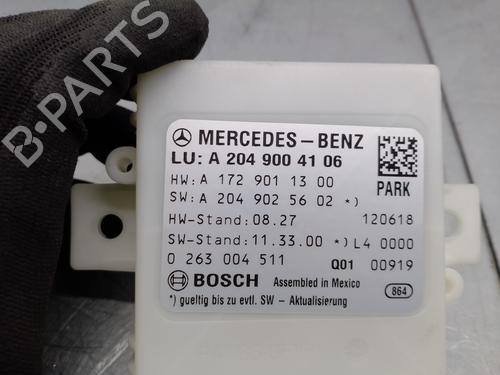 B-PARTS
MERCEDES-BENZ
LU: A 204 900 41 06
HW: A 172 901 13 00
PARK
SW: A 204 902 56 02 *)
HW-Stand: 08.27 120618
SW-Stand: 11.33.00 *) L4 0000
0 263 004 511 Q01 00919
BOSCH Assembled in Mexico
*) gueltig bis zu evtl. SW - Aktualisierung 864